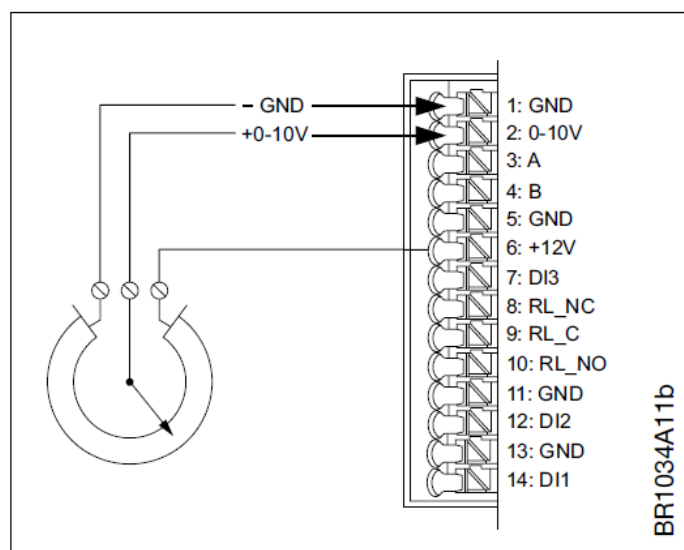 – GND
+0-10V
1: GND
2: 0-10V
3: A
4: B
5: GND
6: +12V
7: DI3
8: RL_NC
9: RL_C
10: RL_NO
11: GND
12: DI2
13: GND
14: DI1
BR1034A11b